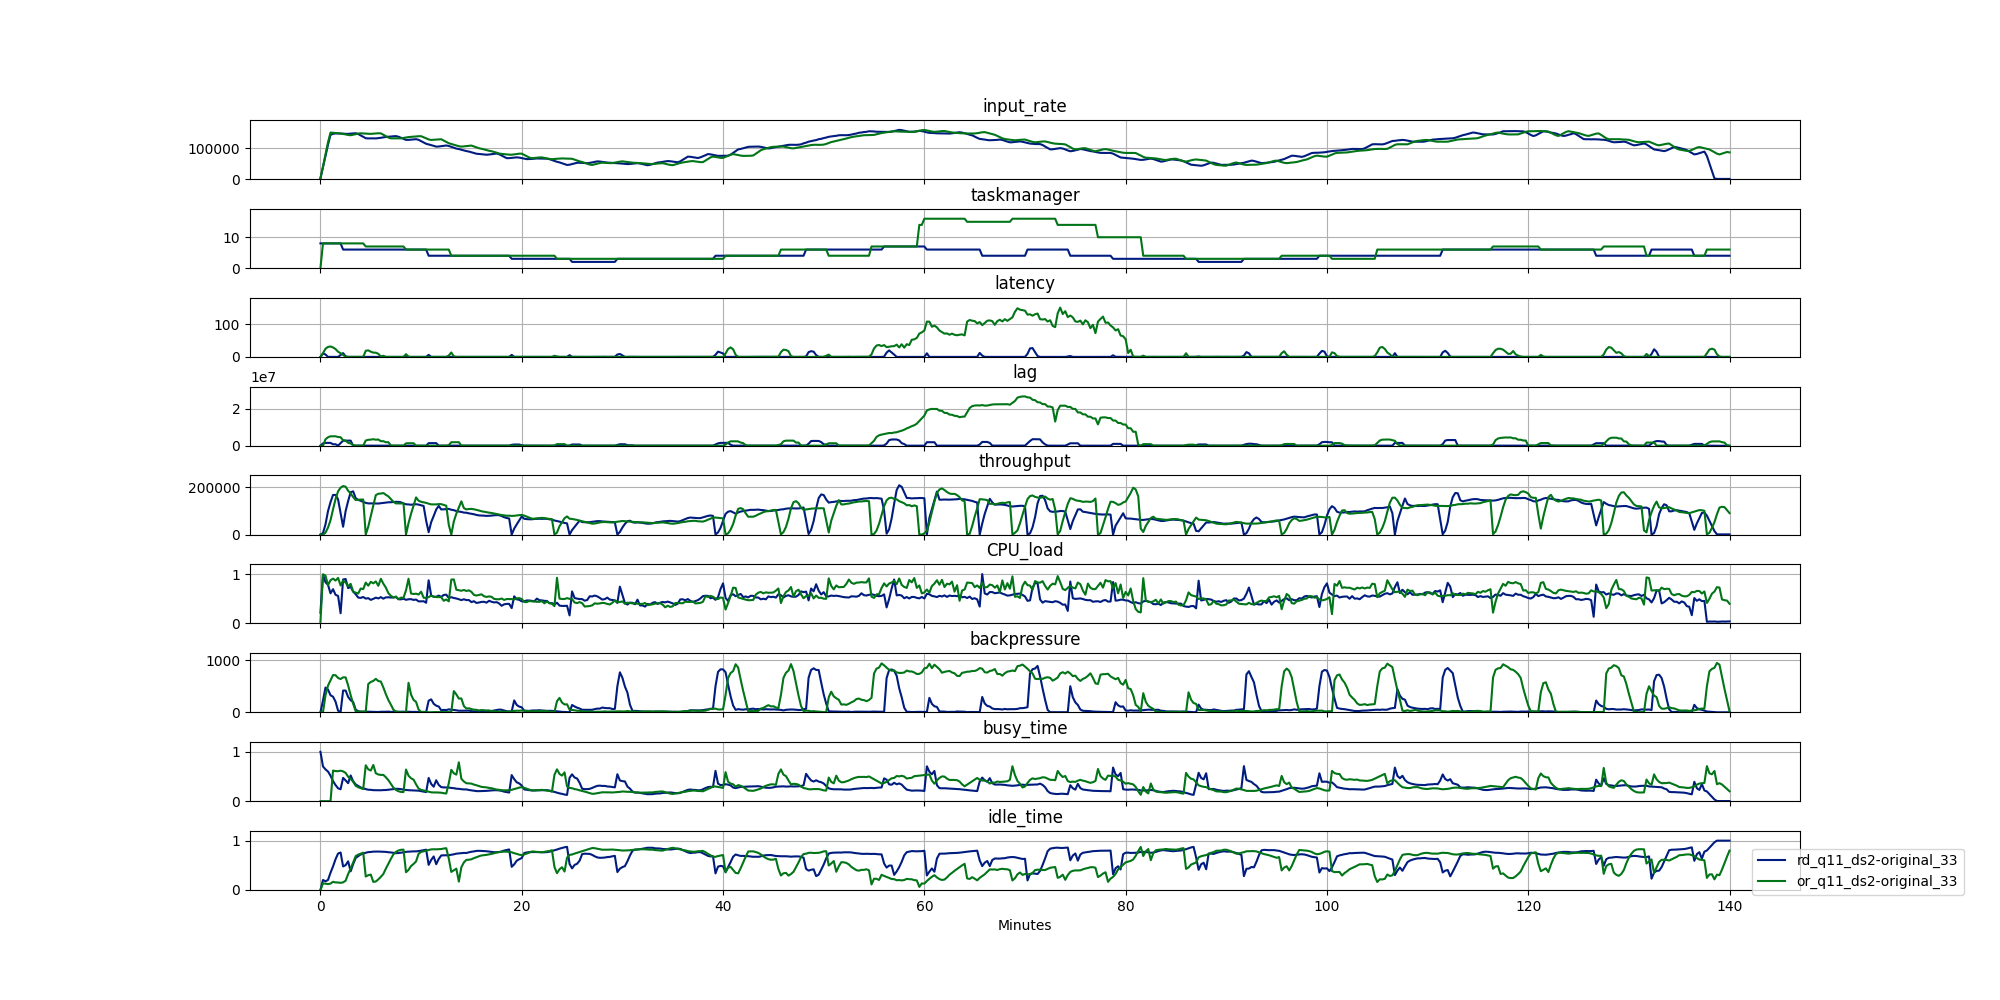 input_rate
100000
0
taskmanager
10
0
latency
100
0
1e7
lag
2
0
throughput
200000
0
CPU_load
1
0
backpressure
1000
0
busy_time
1
0
idle_time
1
0
rd_q11_ds2-original_33
or_q11_ds2-original_33
0 20 40 60 80 100 120 140
Minutes